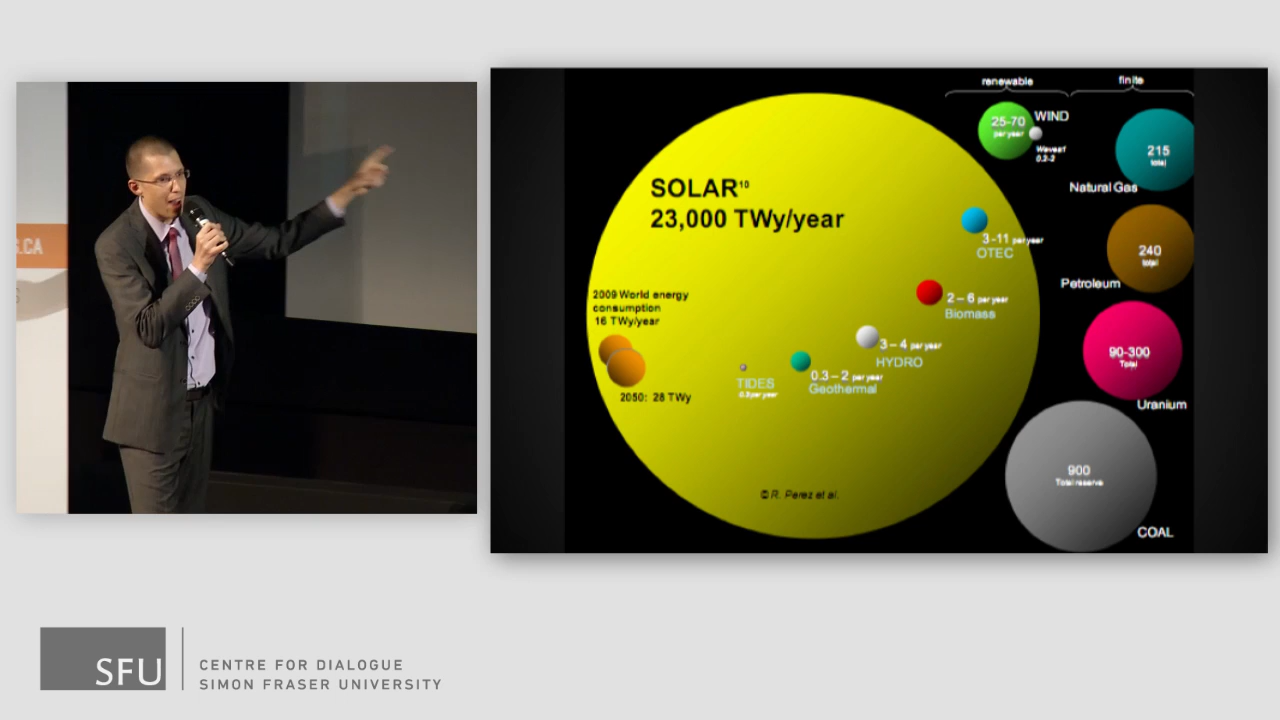 .CA
renewable
finite
SOLAR¹⁰
23,000 TWy/year
25-70
per year
WIND
Waves1
0.2-2
215
total
Natural Gas
3 -11 per year
OTEC
240
total
Petroleum
2009 World energy
consumption
16 TWy/year
2 – 6 per year
Biomass
3 – 4 per year
HYDRO
90-300
Total
Uranium
TIDES
0.3 per year
0.3 – 2 per year
Geothermal
2050: 28 TWy
900
Total reserve
COAL
© R. Perez et al.
SFU
CENTRE FOR DIALOGUE
SIMON FRASER UNIVERSITY